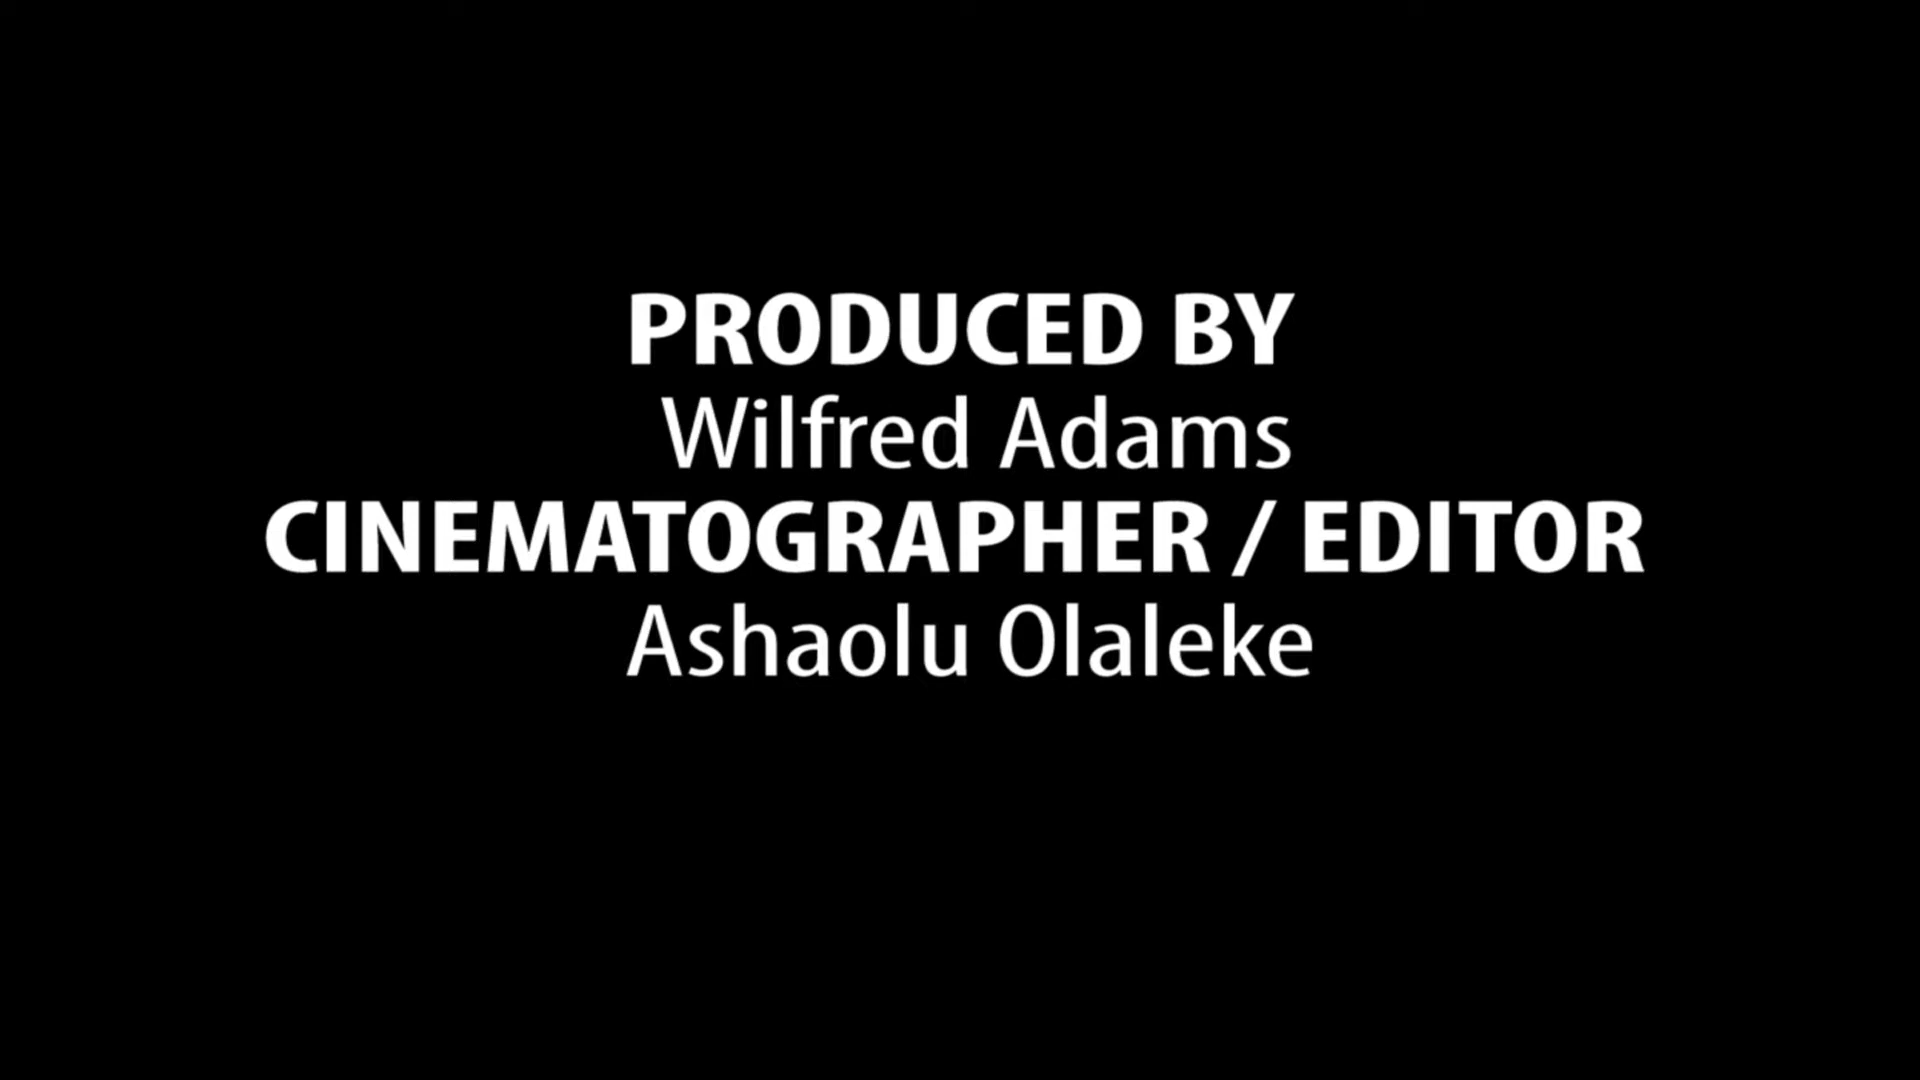 PRODUCED BY
Wilfred Adams
CINEMATOGRAPHER / EDITOR
Ashaolu Olaleke